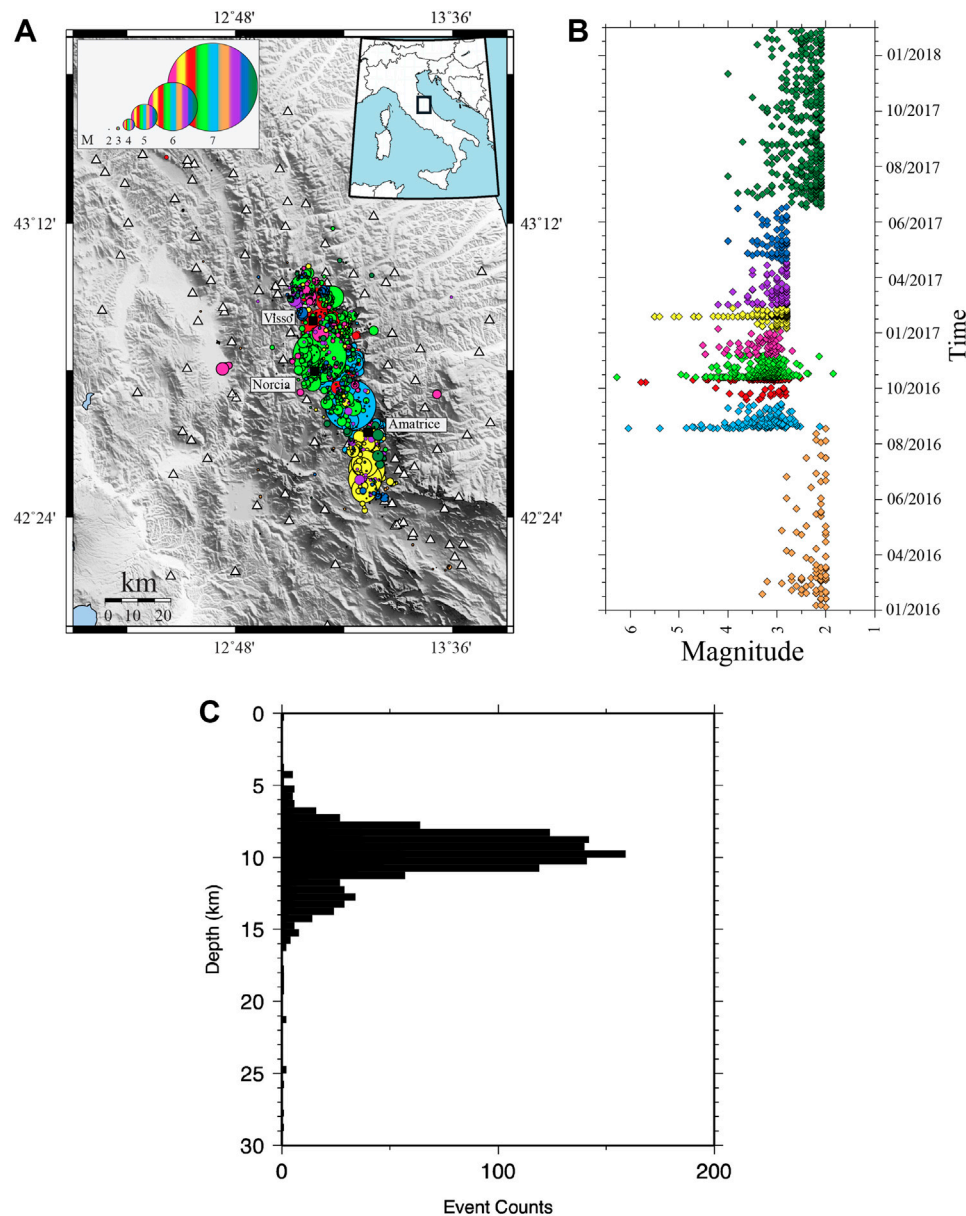 A
12˚48'
13˚36'
M 2 3 4 5 6 7
43˚12'
43˚12'
Visso
Norcia
Amatrice
42˚24'
42˚24'
km
0 10 20
12˚48'
13˚36'
B
01/2018
10/2017
08/2017
06/2017
04/2017
01/2017
10/2016
08/2016
06/2016
04/2016
01/2016
Time
6 5 4 3 2 1
Magnitude
C
0
5
10
15
20
25
30
Depth (km)
0 100 200
Event Counts